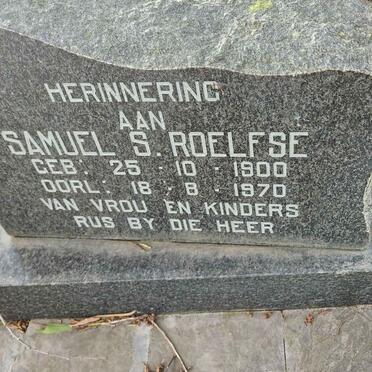 HERINNERING
AAN
SAMUEL S. ROELFSE
GEB: 25 - 10 - 1900
OORL: 18 - 8 - 1970
VAN VROU EN KINDERS
RUS BY DIE HEER